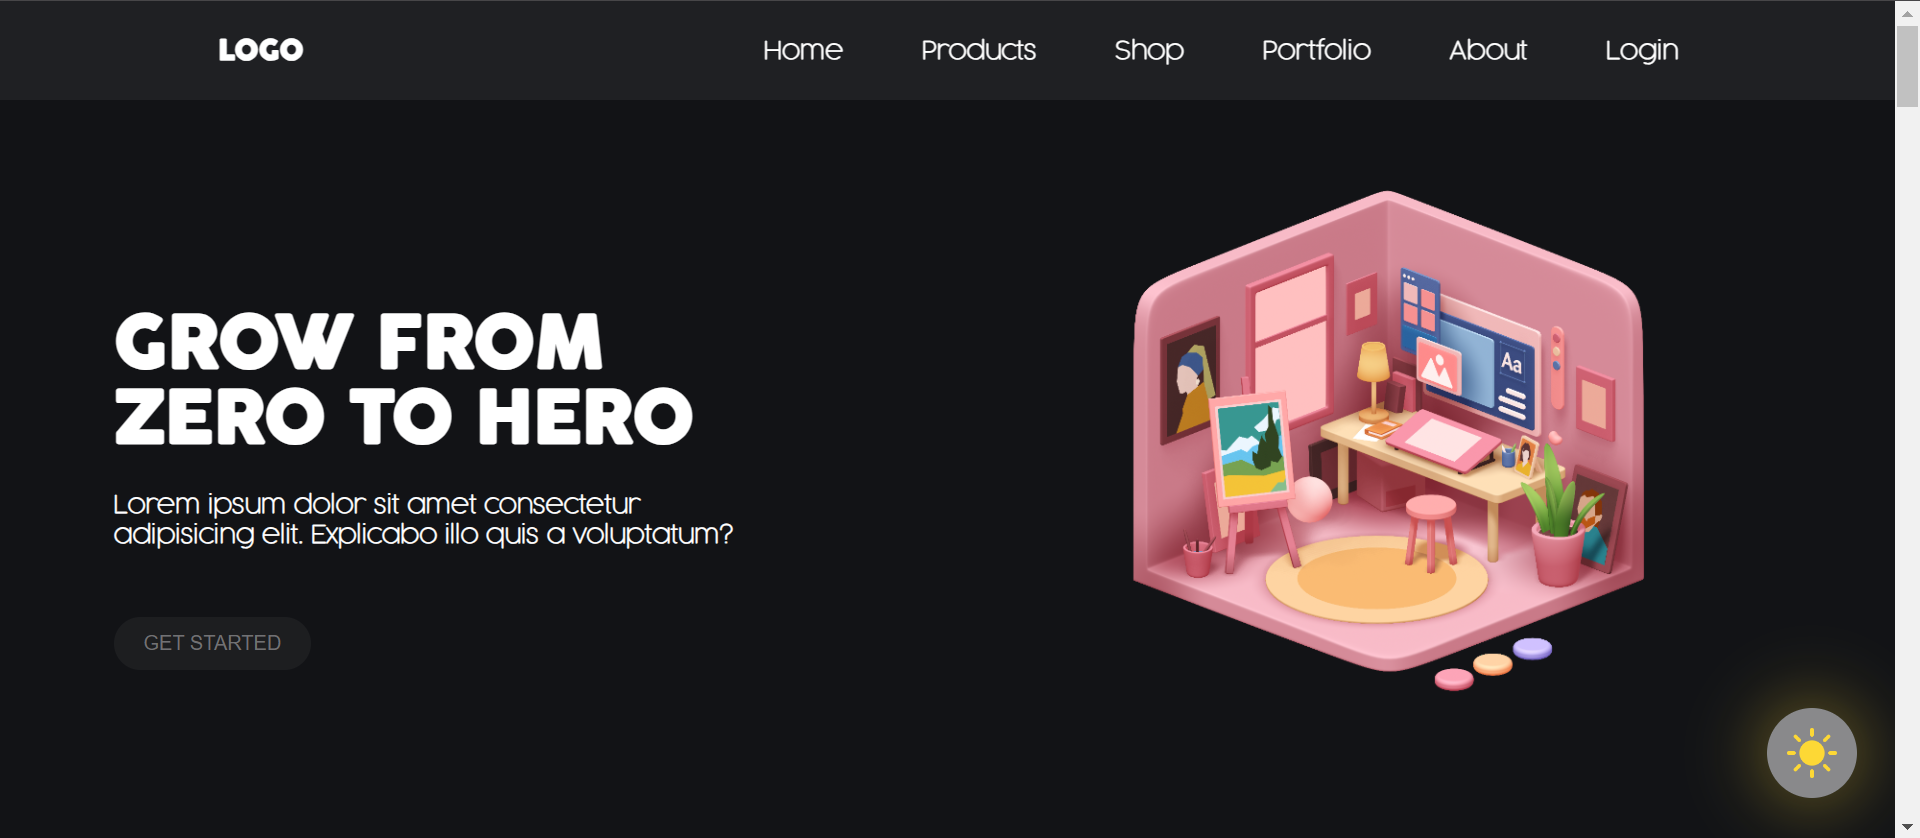 LOGO
Home Products Shop Portfolio About Login
GROW FROM
ZERO TO HERO
Lorem ipsum dolor sit amet consectetur
adipisicing elit. Explicabo illo quis a voluptatum?
GET STARTED
Aa